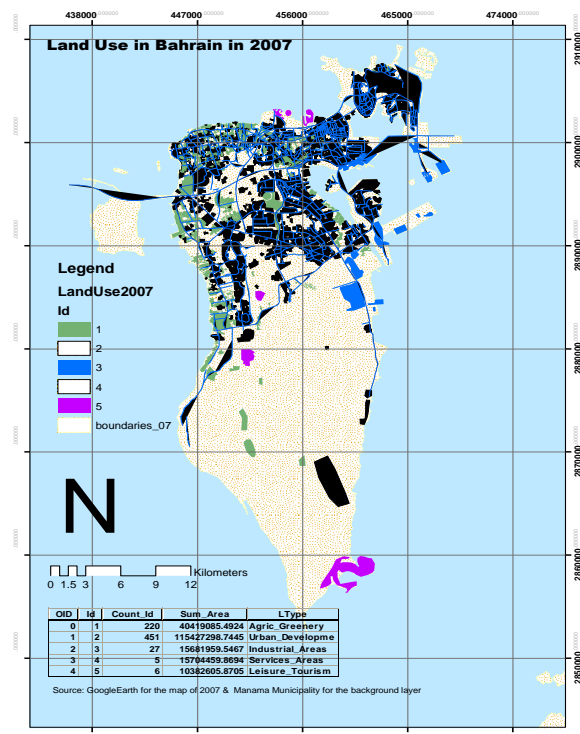 438000 447000 456000 465000 474000
Land Use in Bahrain in 2007
2910000
2900000
2890000
2880000
2870000
2860000
2850000
Legend
LandUse2007
Id
1
2
3
4
5
boundaries_07
N
Kilometers
0 1.5 3 6 9 12
OID Id Count_Id Sum_Area LType
0 1 220 40419085.4924 Agric_Greenery
1 2 451 115427298.7445 Urban_Developme
2 3 27 15681959.5467 Industrial_Areas
3 4 5 15704459.8694 Services_Areas
4 5 6 10382605.8705 Leisure_Tourism
Source: GoogleEarth for the map of 2007 & Manama Municipality for the background layer